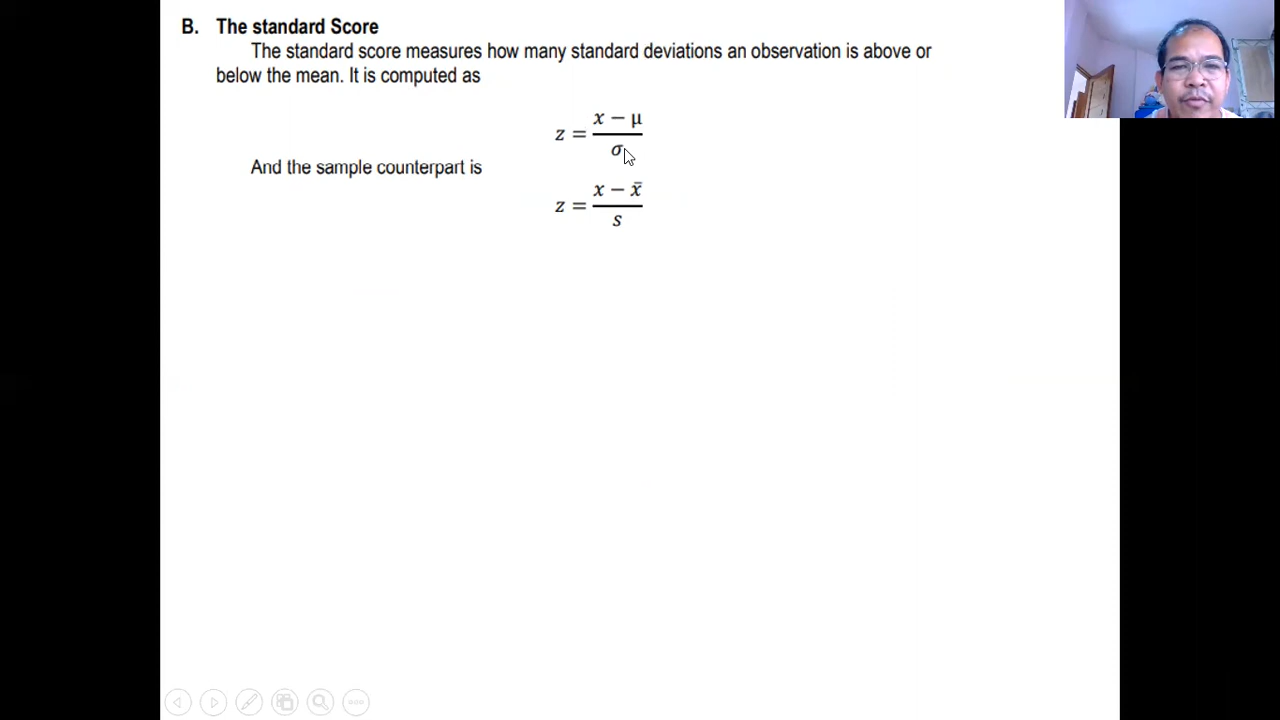 B. The standard Score
The standard score measures how many standard deviations an observation is above or
below the mean. It is computed as
z = (x − μ) / σ
And the sample counterpart is
z = (x − x̄) / s